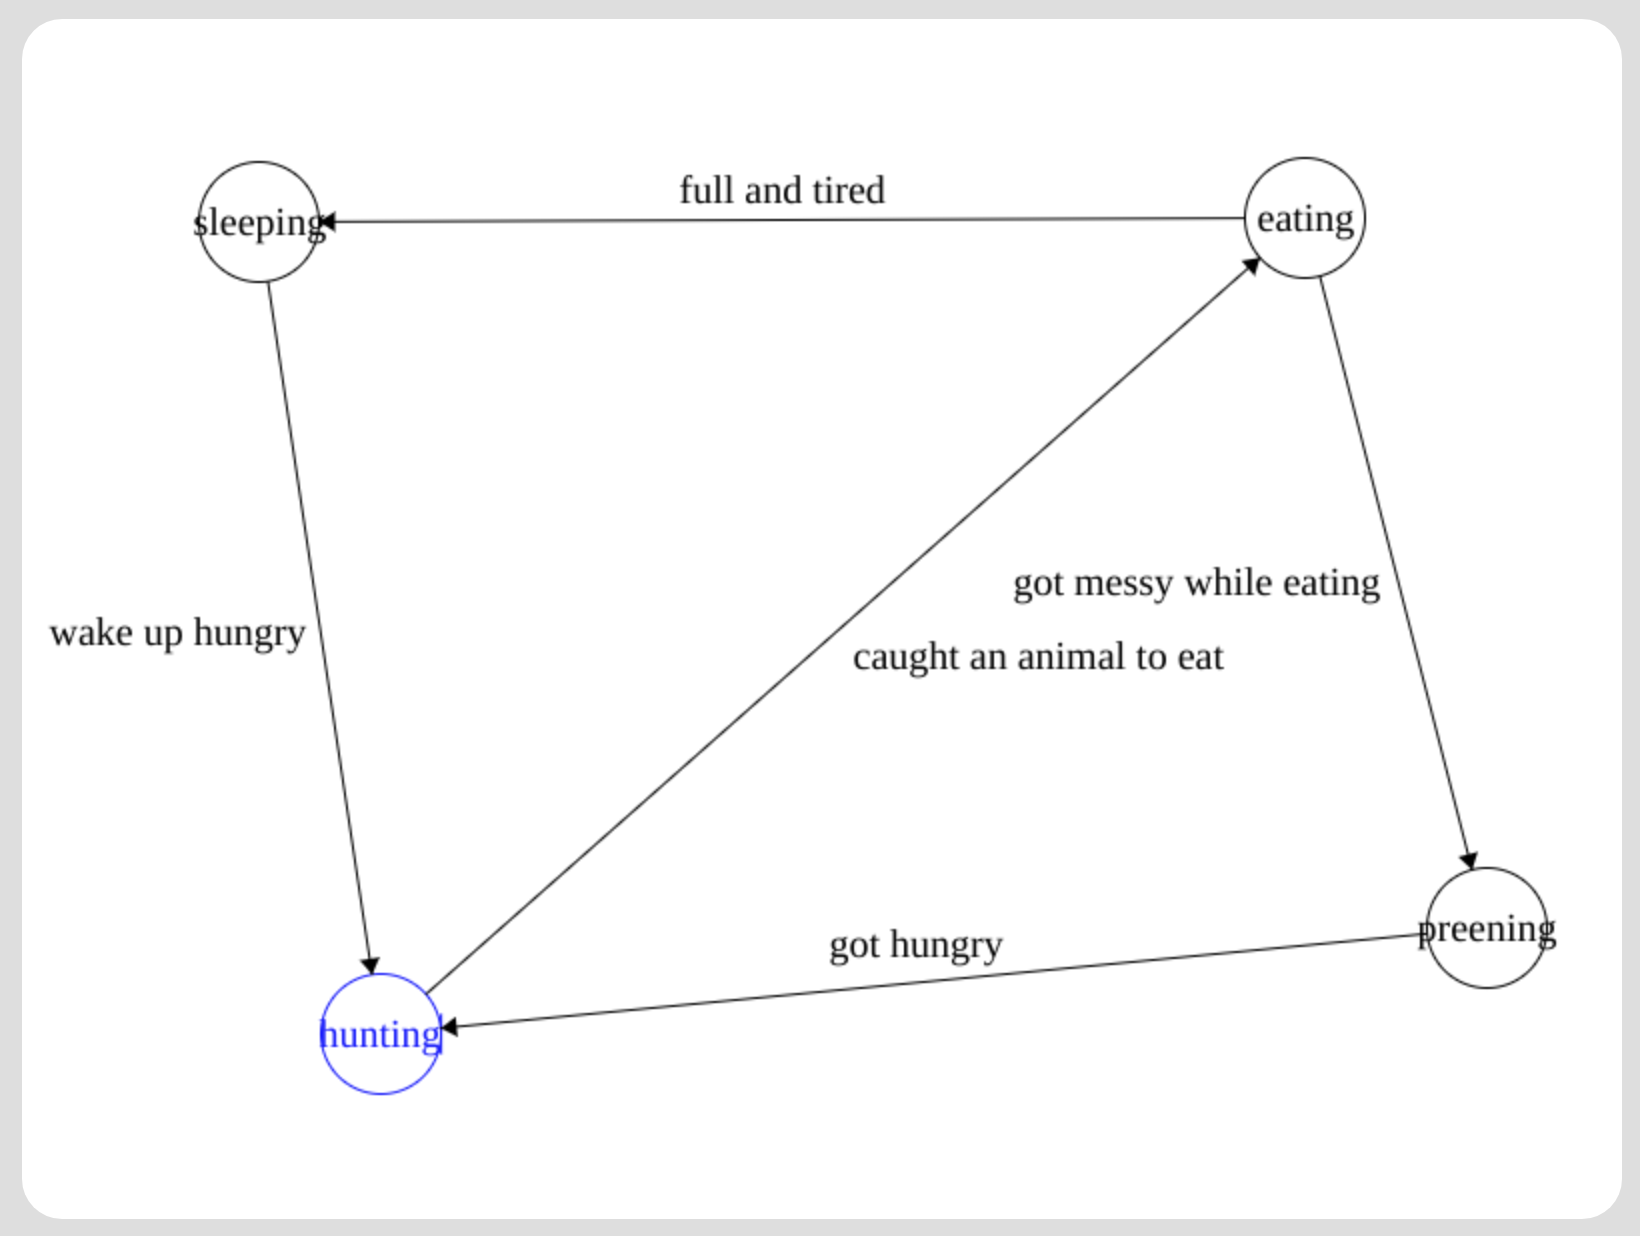 full and tired
sleeping
eating
got messy while eating
wake up hungry
caught an animal to eat
preening
got hungry
hunting